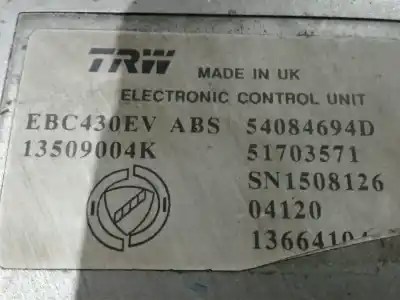 TRW MADE IN UK
ELECTRONIC CONTROL UNIT
EBC430EV ABS 54084694D
13509004K 51703571
SN1508126
04120